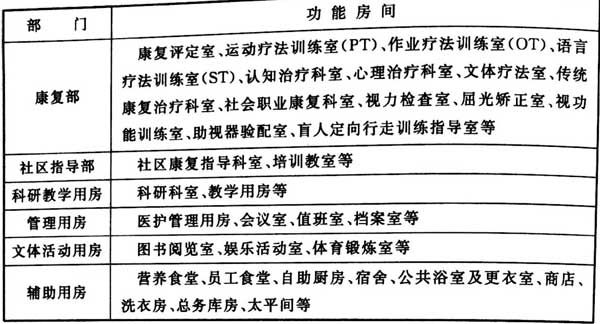 部 门 功能房间
康复部
康复评定室、运动疗法训练室(PT)、作业疗法训练室(OT)、语言
疗法训练室(ST)、认知治疗科室、心理治疗科室、文体疗法室、传统
康复治疗科室、社会职业康复科室、视力检查室、屈光矫正室、视功
能训练室、助视器验配室、盲人定向行走训练指导室等
社区指导部 社区康复指导科室、培训教室等
科研教学用房 科研科室、教学用房等
管理用房 医护管理用房、会议室、值班室、档案室等
文体活动用房 图书阅览室、娱乐活动室、体育锻炼室等
辅助用房
营养食堂、员工食堂、自助厨房、宿舍、公共浴室及更衣室、商店、
洗衣房、总务库房、太平间等